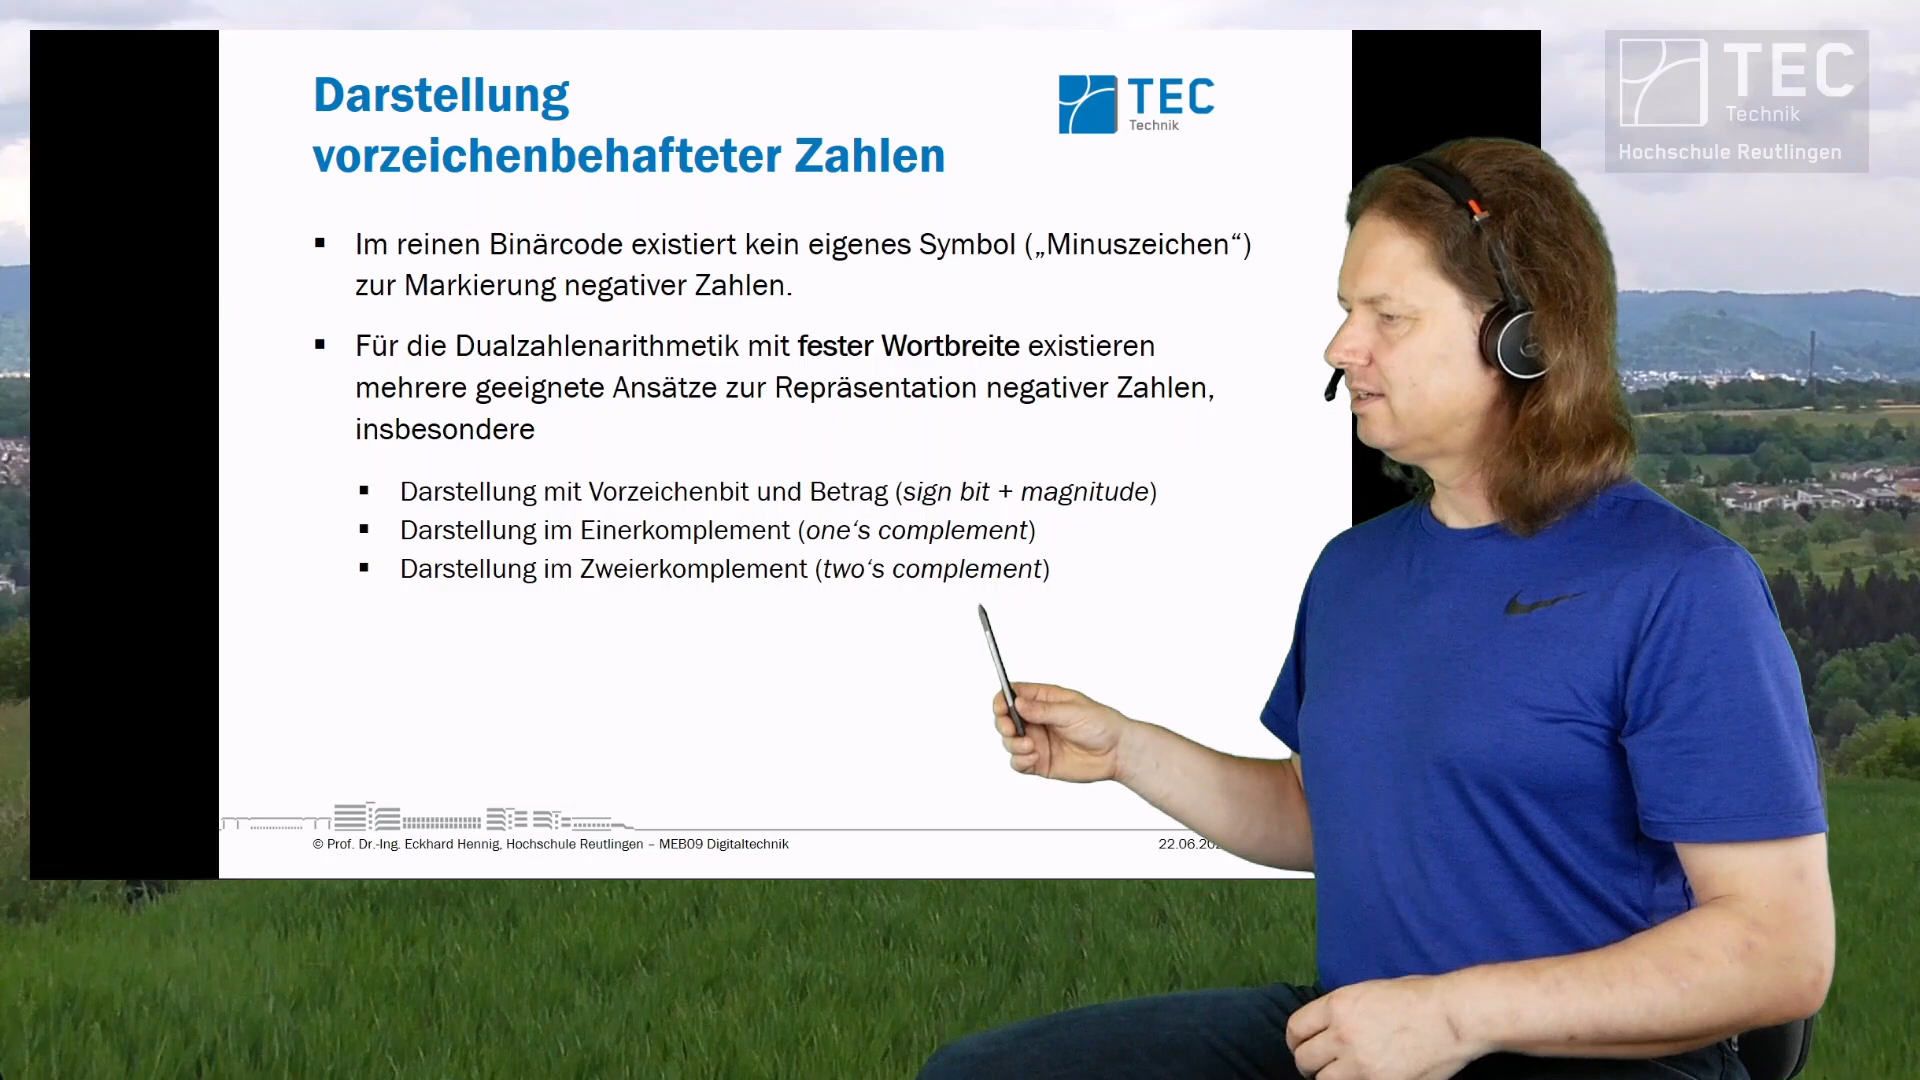 Darstellung
vorzeichenbehafteter Zahlen
TEC
Technik
TEC
Technik
Hochschule Reutlingen
▪ Im reinen Binärcode existiert kein eigenes Symbol („Minuszeichen“)
zur Markierung negativer Zahlen.
▪ Für die Dualzahlenarithmetik mit fester Wortbreite existieren
mehrere geeignete Ansätze zur Repräsentation negativer Zahlen,
insbesondere
▪ Darstellung mit Vorzeichenbit und Betrag (sign bit + magnitude)
▪ Darstellung im Einerkomplement (one‘s complement)
▪ Darstellung im Zweierkomplement (two‘s complement)
© Prof. Dr.-Ing. Eckhard Hennig, Hochschule Reutlingen – MEB09 Digitaltechnik